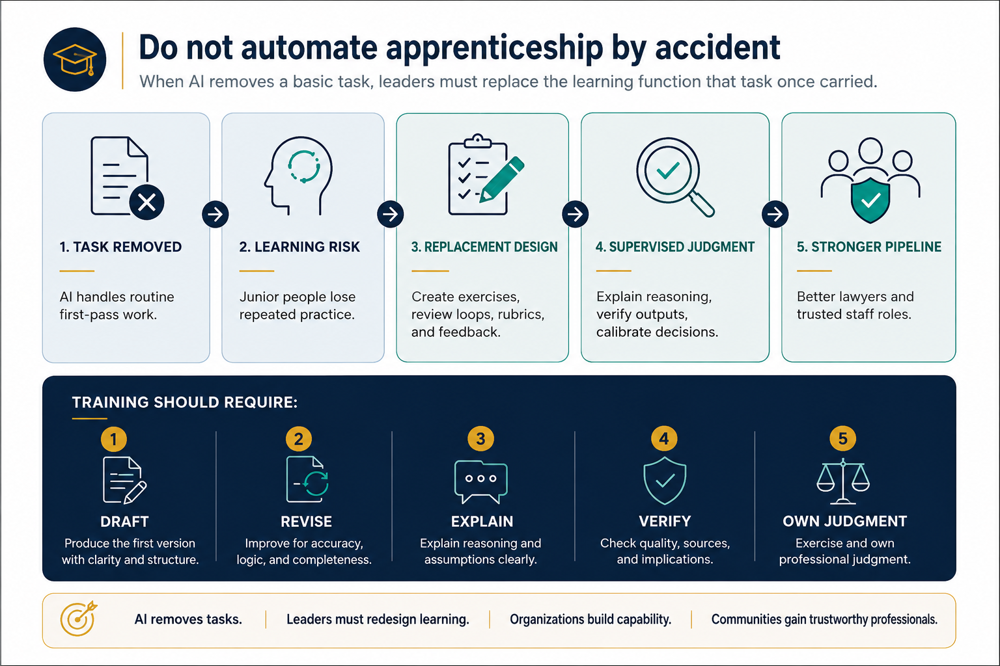 Do not automate apprenticeship by accident
When AI removes a basic task, leaders must replace the learning function that task once carried.
1. TASK REMOVED
AI handles routine
first-pass work.
2. LEARNING RISK
Junior people lose
repeated practice.
3. REPLACEMENT DESIGN
Create exercises,
review loops, rubrics,
and feedback.
4. SUPERVISED JUDGMENT
Explain reasoning,
verify outputs,
calibrate decisions.
5. STRONGER PIPELINE
Better lawyers and
trusted staff roles.
TRAINING SHOULD REQUIRE:
1
DRAFT
Produce the first version
with clarity and structure.
2
REVISE
Improve for accuracy,
logic, and completeness.
3
EXPLAIN
Explain reasoning and
assumptions clearly.
4
VERIFY
Check quality, sources,
and implications.
5
OWN JUDGMENT
Exercise and own
professional judgment.
AI removes tasks.
Leaders must redesign learning.
Organizations build capability.
Communities gain trustworthy professionals.